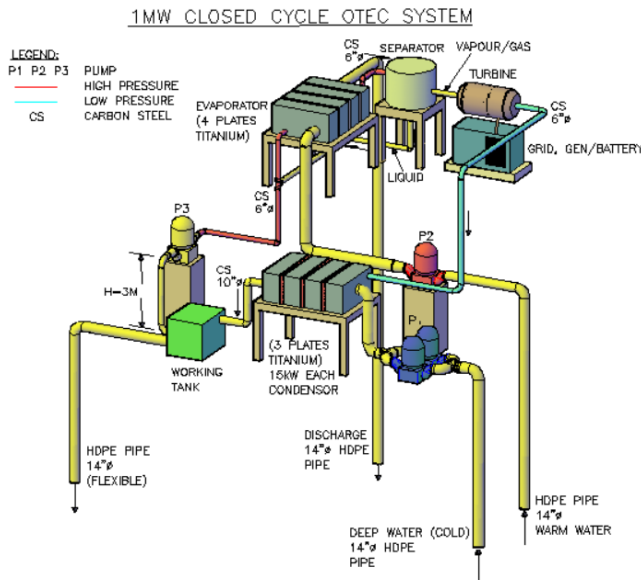 1MW CLOSED CYCLE OTEC SYSTEM
LEGEND:
P1 P2 P3 PUMP
HIGH PRESSURE
LOW PRESSURE
CS CARBON STEEL
CS
6"ø
SEPARATOR
VAPOUR/GAS
TURBINE
EVAPORATOR
(4 PLATES
TITANIUM)
CS
6"ø
GRID, GEN/BATTERY
LIQUID
CS
6"ø
P3
P2
H-3M
CS
10"ø
P1
WORKING
TANK
(3 PLATES
TITANIUM)
15kW EACH
CONDENSOR
HDPE PIPE
14"ø
(FLEXIBLE)
DISCHARGE
14"ø HDPE
PIPE
DEEP WATER (COLD)
14"ø HDPE
PIPE
HDPE PIPE
14"ø
WARM WATER